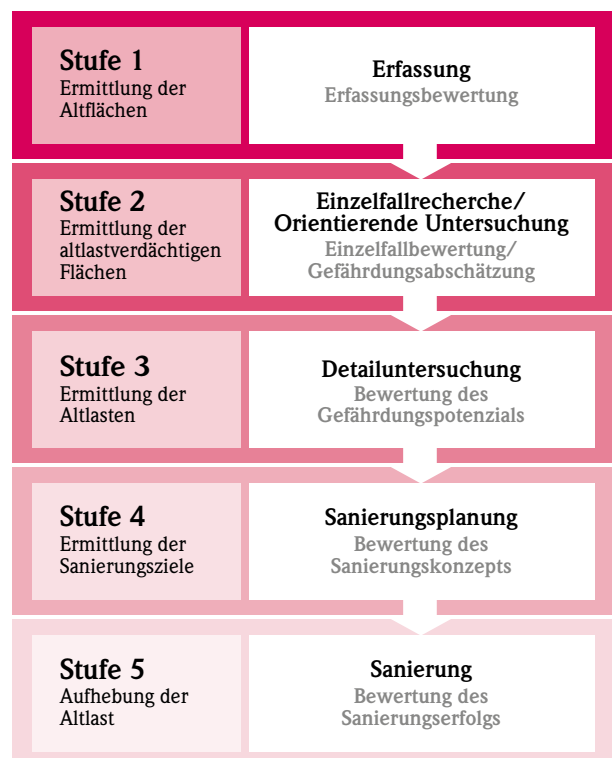 Stufe 1
Ermittlung der
Altflächen
Erfassung
Erfassungsbewertung
Stufe 2
Ermittlung der
altlastverdächtigen
Flächen
Einzelfallrecherche/
Orientierende Untersuchung
Einzelfallbewertung/
Gefährdungsabschätzung
Stufe 3
Ermittlung der
Altlasten
Detailuntersuchung
Bewertung des
Gefährdungspotenzials
Stufe 4
Ermittlung der
Sanierungsziele
Sanierungsplanung
Bewertung des
Sanierungskonzepts
Stufe 5
Aufhebung der
Altlast
Sanierung
Bewertung des
Sanierungserfolgs